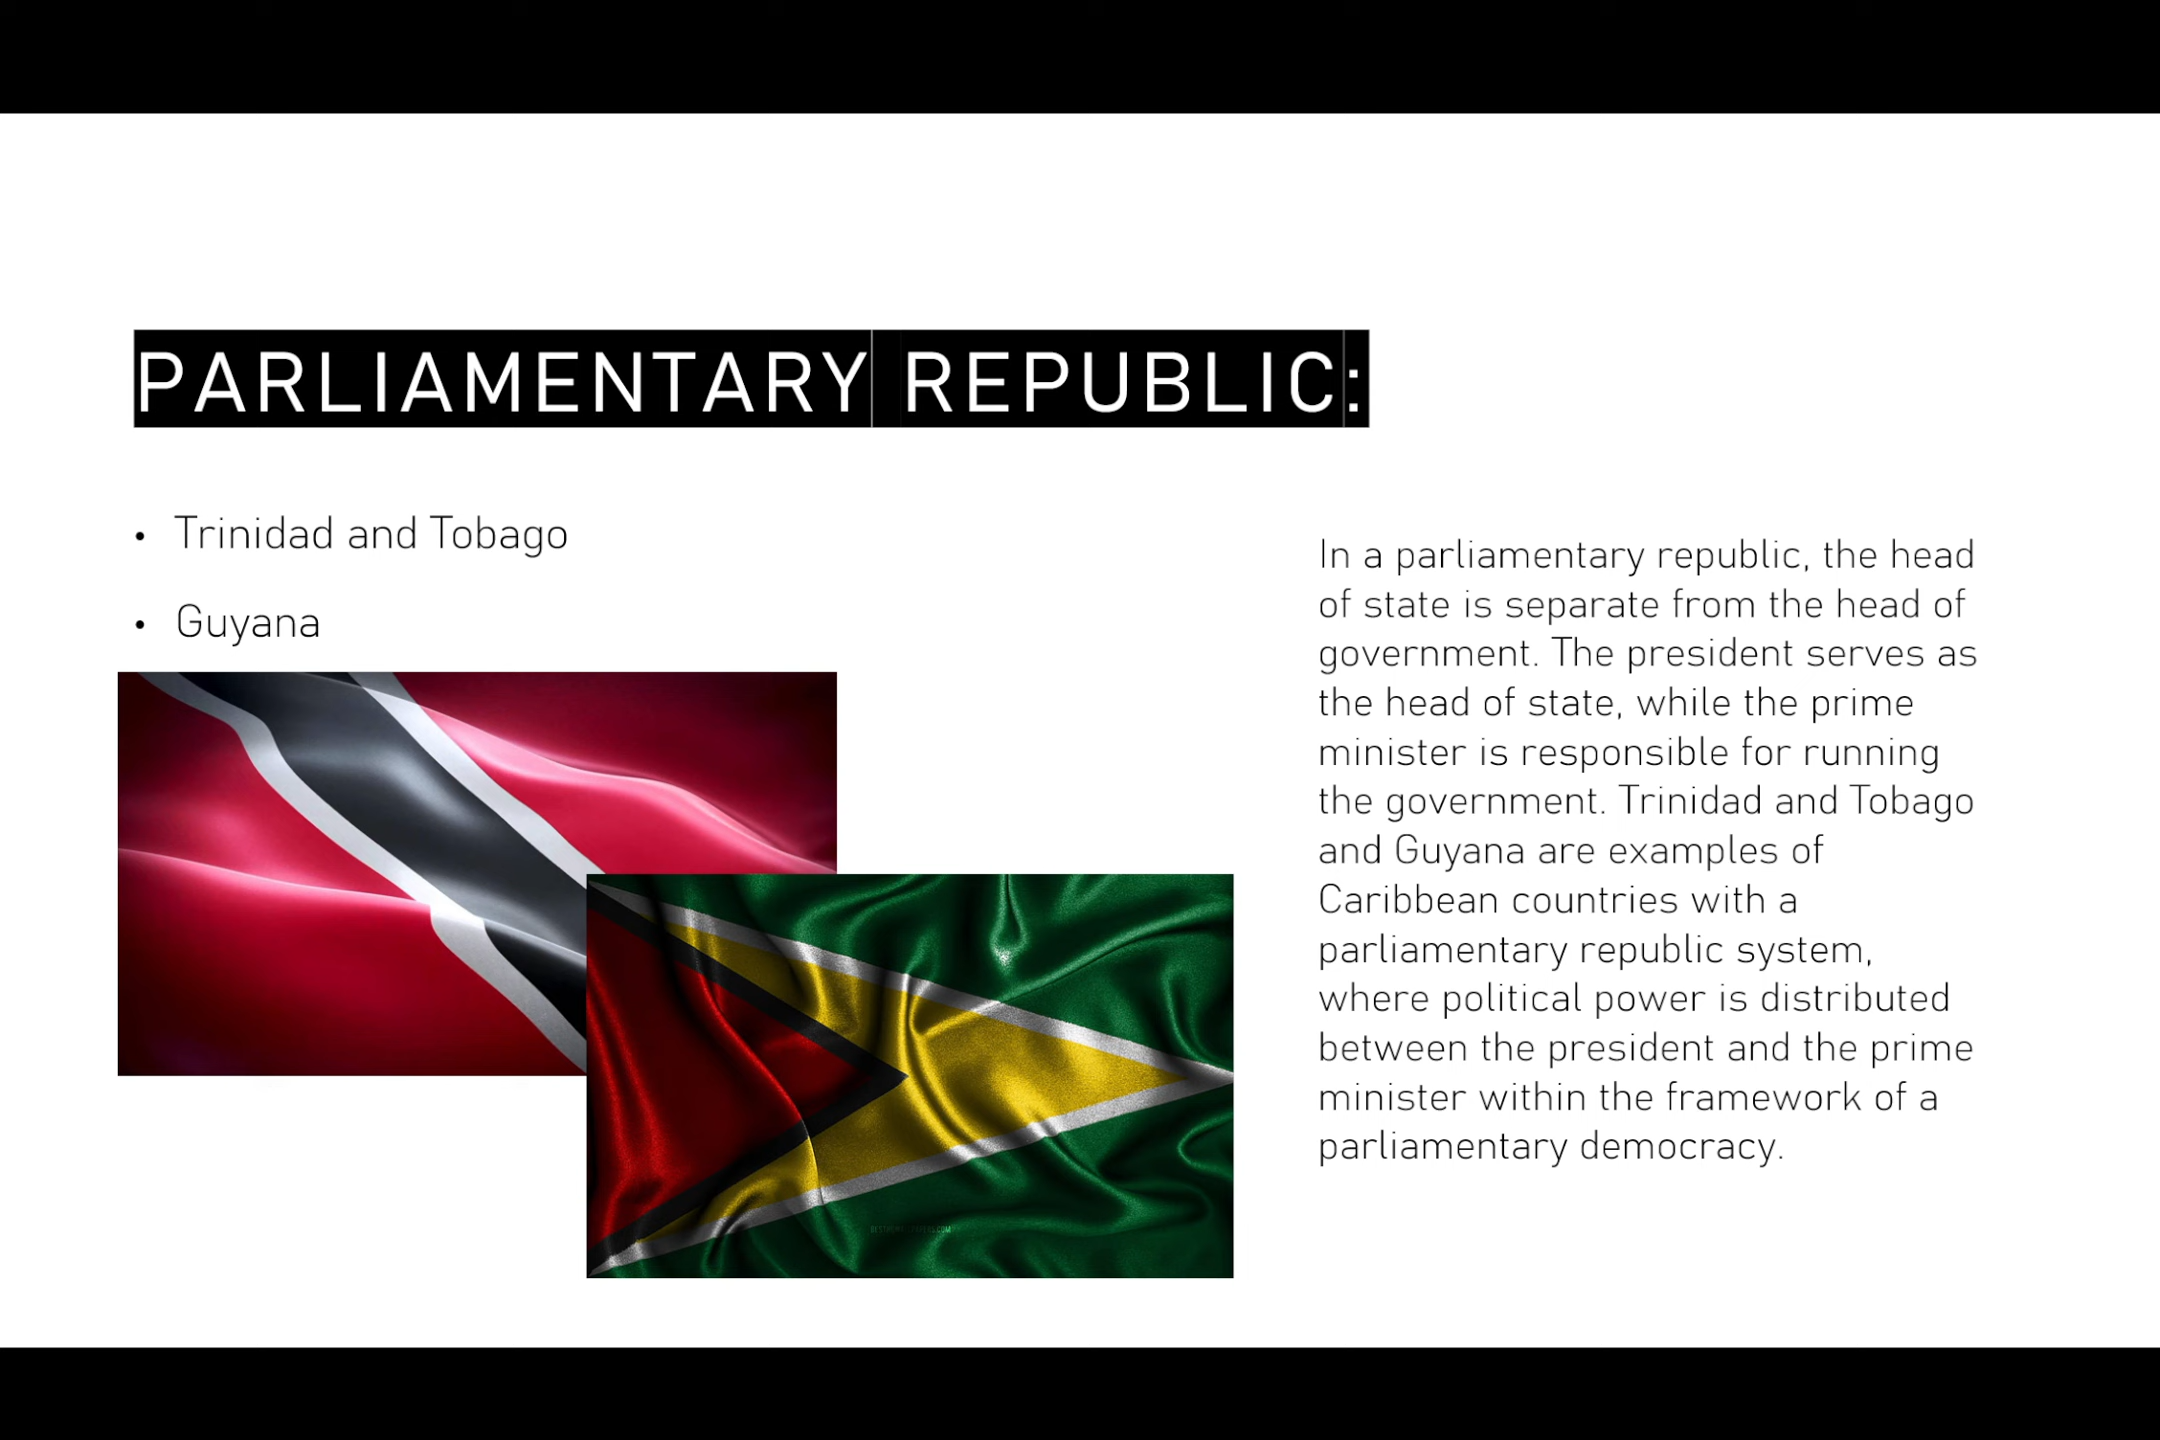 PARLIAMENTARY REPUBLIC:
• Trinidad and Tobago
• Guyana
In a parliamentary republic, the head
of state is separate from the head of
government. The president serves as
the head of state, while the prime
minister is responsible for running
the government. Trinidad and Tobago
and Guyana are examples of
Caribbean countries with a
parliamentary republic system,
where political power is distributed
between the president and the prime
minister within the framework of a
parliamentary democracy.